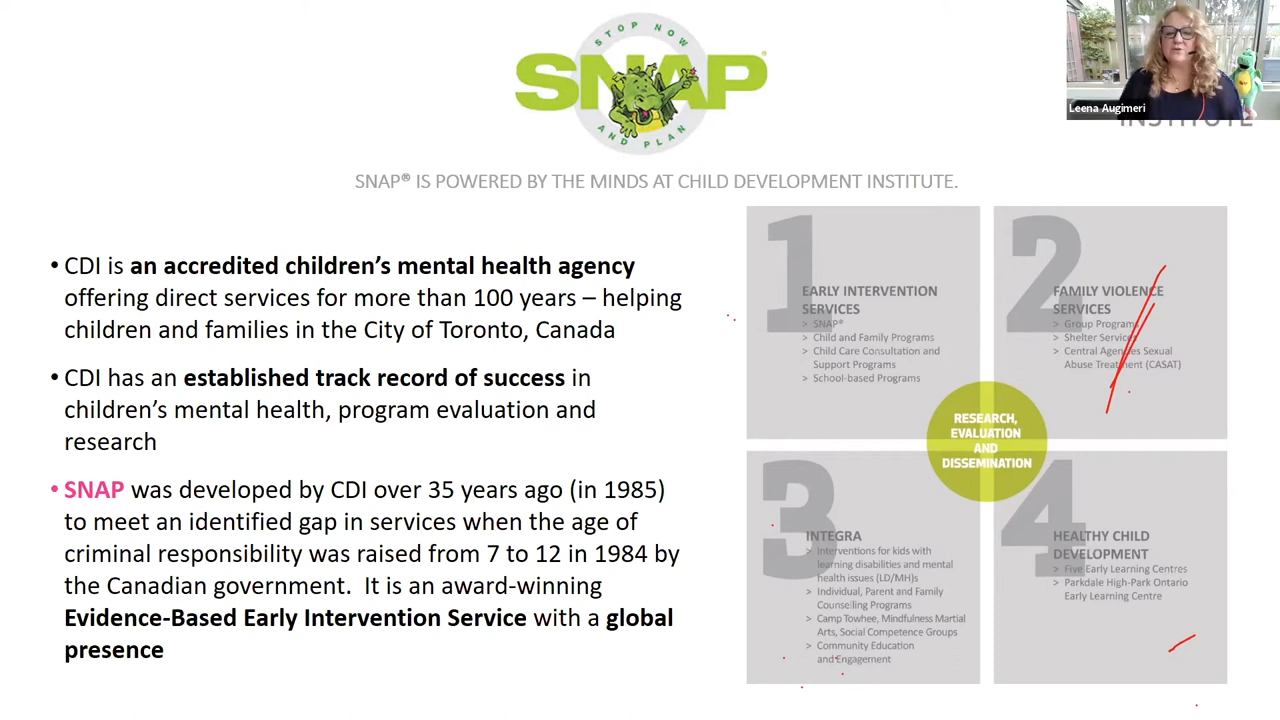 STOP NOW
SNAP®
AND PLAN
Leena Augimeri
INSTITUTE
SNAP® IS POWERED BY THE MINDS AT CHILD DEVELOPMENT INSTITUTE.
• CDI is an accredited children's mental health agency
offering direct services for more than 100 years – helping
children and families in the City of Toronto, Canada
• CDI has an established track record of success in
children's mental health, program evaluation and
research
• SNAP was developed by CDI over 35 years ago (in 1985)
to meet an identified gap in services when the age of
criminal responsibility was raised from 7 to 12 in 1984 by
the Canadian government.  It is an award-winning
Evidence-Based Early Intervention Service with a global
presence
1
EARLY INTERVENTION
SERVICES
> SNAP®
> Child and Family Programs
> Child Care Consultation and
Support Programs
> School-based Programs
2
FAMILY VIOLENCE
SERVICES
> Group Programs
> Shelter Services
> Central Agencies Sexual
Abuse Treatment (CASAT)
RESEARCH,
EVALUATION
AND
DISSEMINATION
3
INTEGRA
> Interventions for kids with
learning disabilities and mental
health issues (LD/MH)s
> Individual, Parent and Family
Counselling Programs
> Camp Towhee, Mindfulness Martial
Arts, Social Competence Groups
> Community Education
and Engagement
4
HEALTHY CHILD
DEVELOPMENT
> Five Early Learning Centres
> Parkdale High-Park Ontario
Early Learning Centre